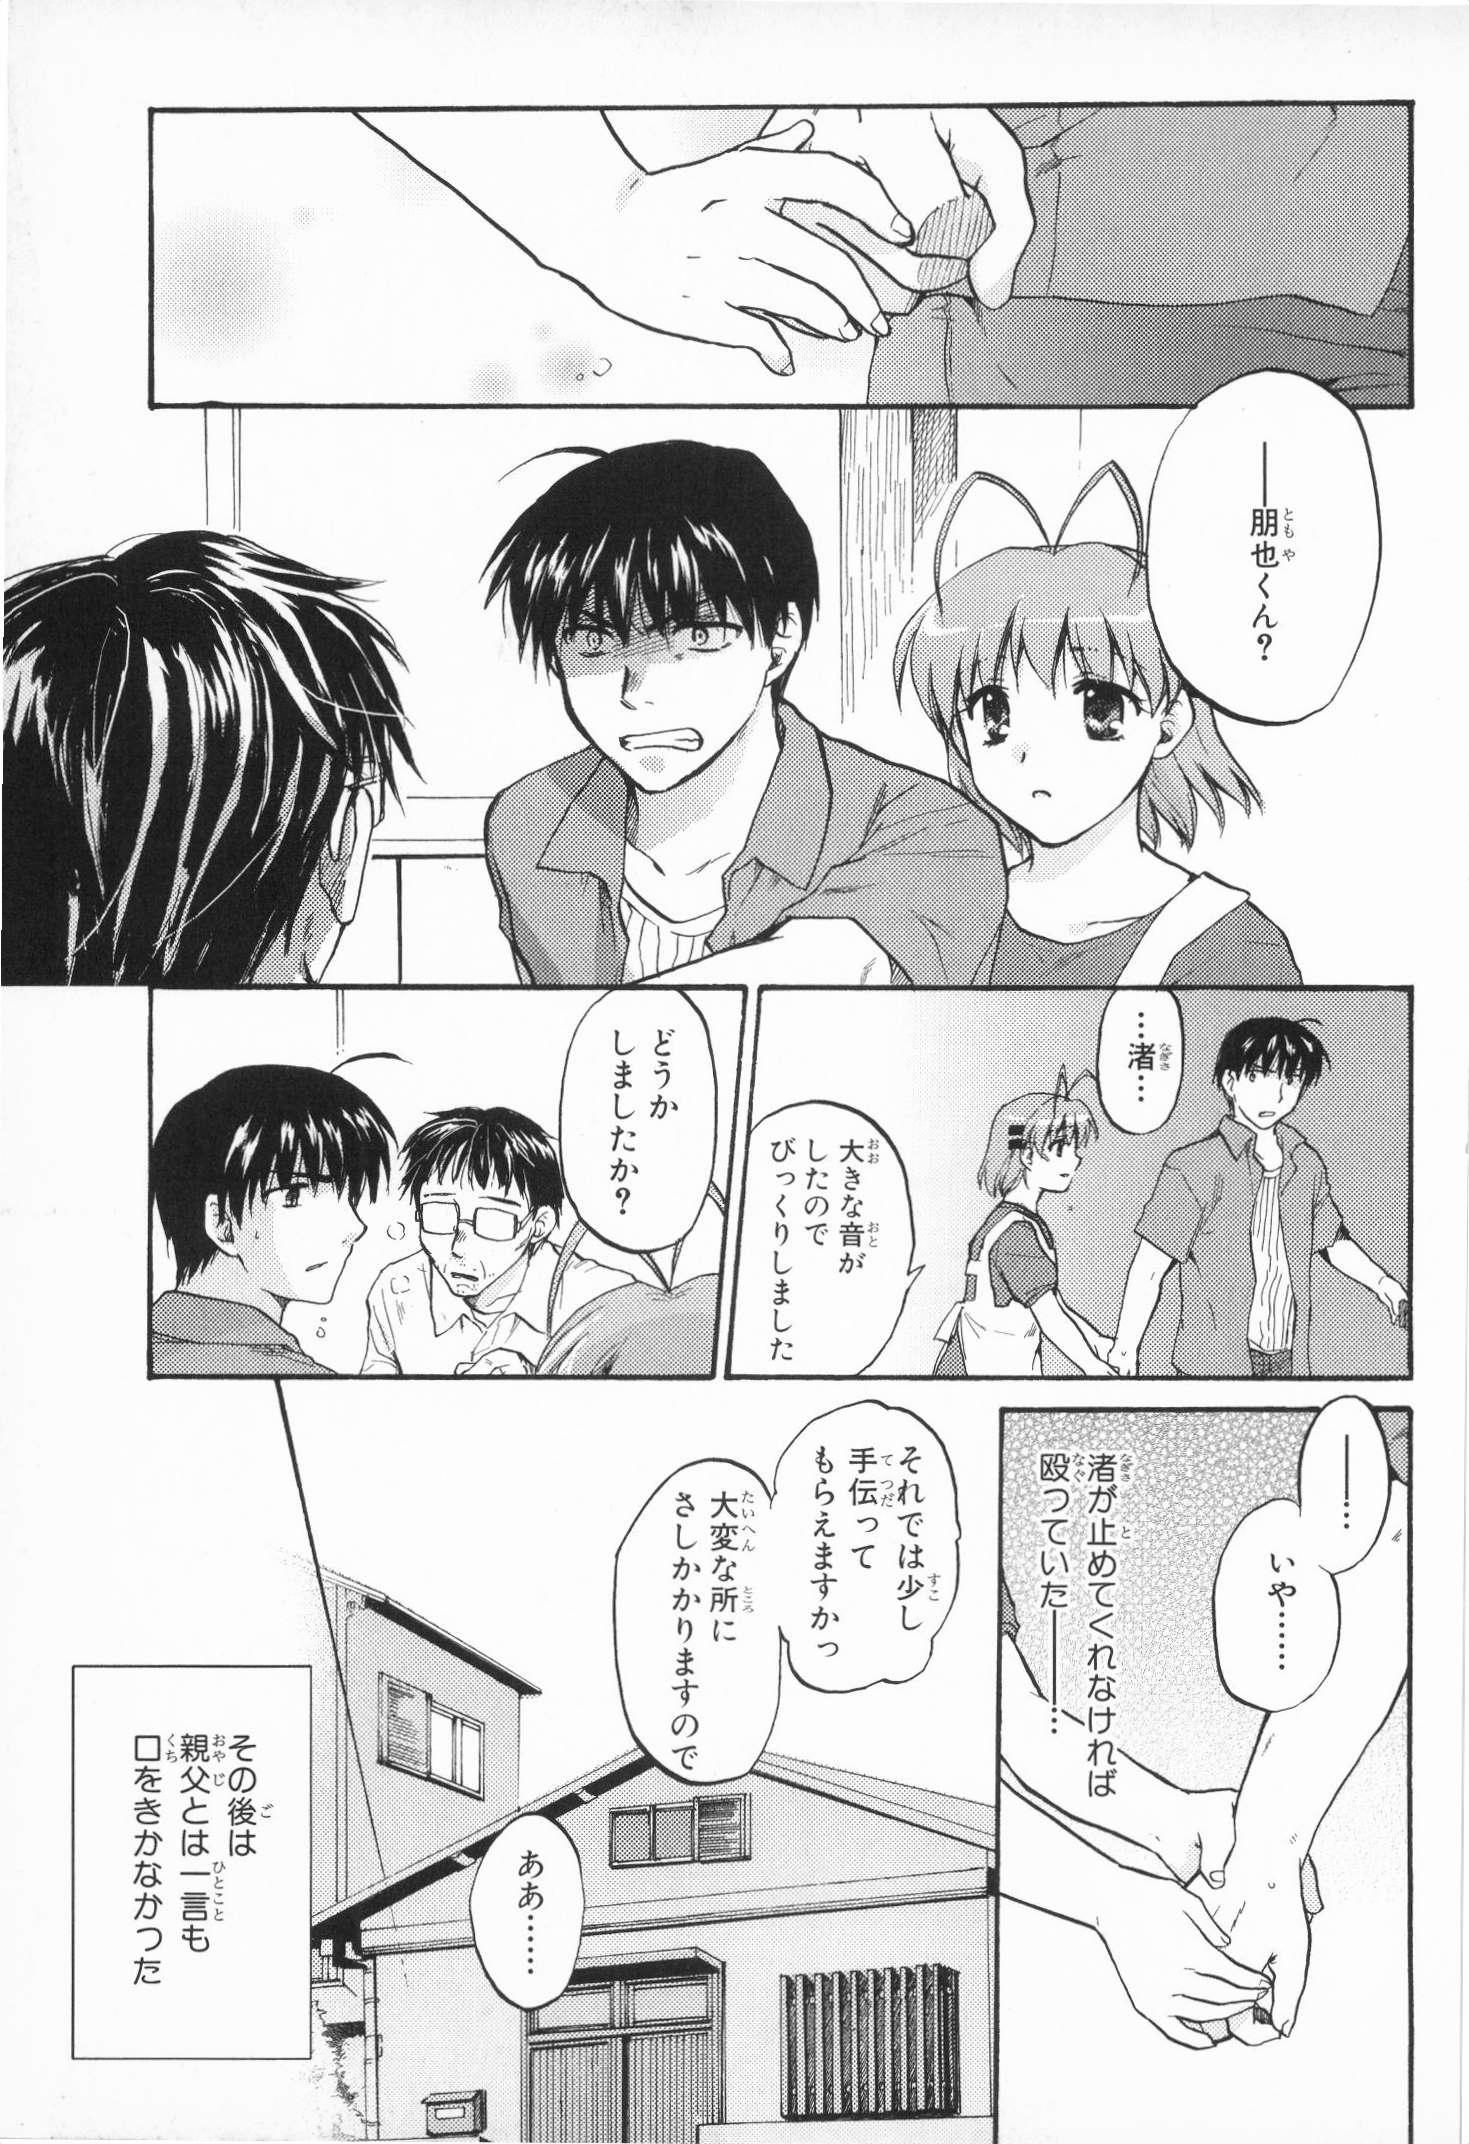 ――朋也くん？
…渚…
大きな音が
したので
びっくりしました
どうか
しましたか？
――…
いや……
渚が止めてくれなければ
殴っていた――…
それでは少し
手伝って
もらえますかっ
大変な所に
さしかかりますので
ああ……
その後は
親父とは一言も
口をきかなかった